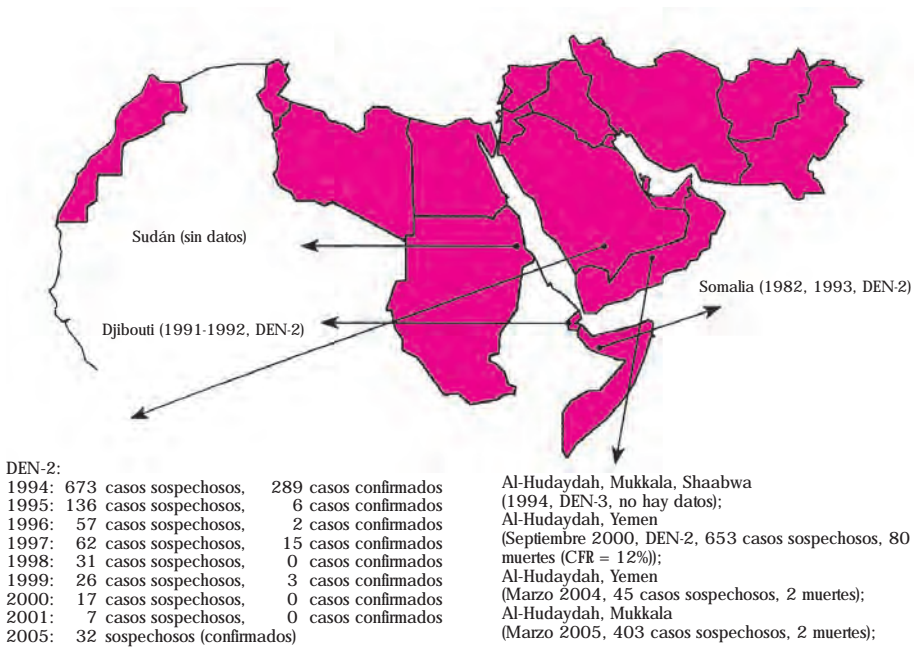 Sudán (sin datos)
Somalia (1982, 1993, DEN-2)
Djibouti (1991-1992, DEN-2)
DEN-2:
1994: 673 casos sospechosos, 289 casos confirmados
1995: 136 casos sospechosos, 6 casos confirmados
1996: 57 casos sospechosos, 2 casos confirmados
1997: 62 casos sospechosos, 15 casos confirmados
1998: 31 casos sospechosos, 0 casos confirmados
1999: 26 casos sospechosos, 3 casos confirmados
2000: 17 casos sospechosos, 0 casos confirmados
2001: 7 casos sospechosos, 0 casos confirmados
2005: 32 sospechosos (confirmados)
Al-Hudaydah, Mukkala, Shaabwa
(1994, DEN-3, no hay datos);
Al-Hudaydah, Yemen
(Septiembre 2000, DEN-2, 653 casos sospechosos, 80
muertes (CFR = 12%));
Al-Hudaydah, Yemen
(Marzo 2004, 45 casos sospechosos, 2 muertes);
Al-Hudaydah, Mukkala
(Marzo 2005, 403 casos sospechosos, 2 muertes);